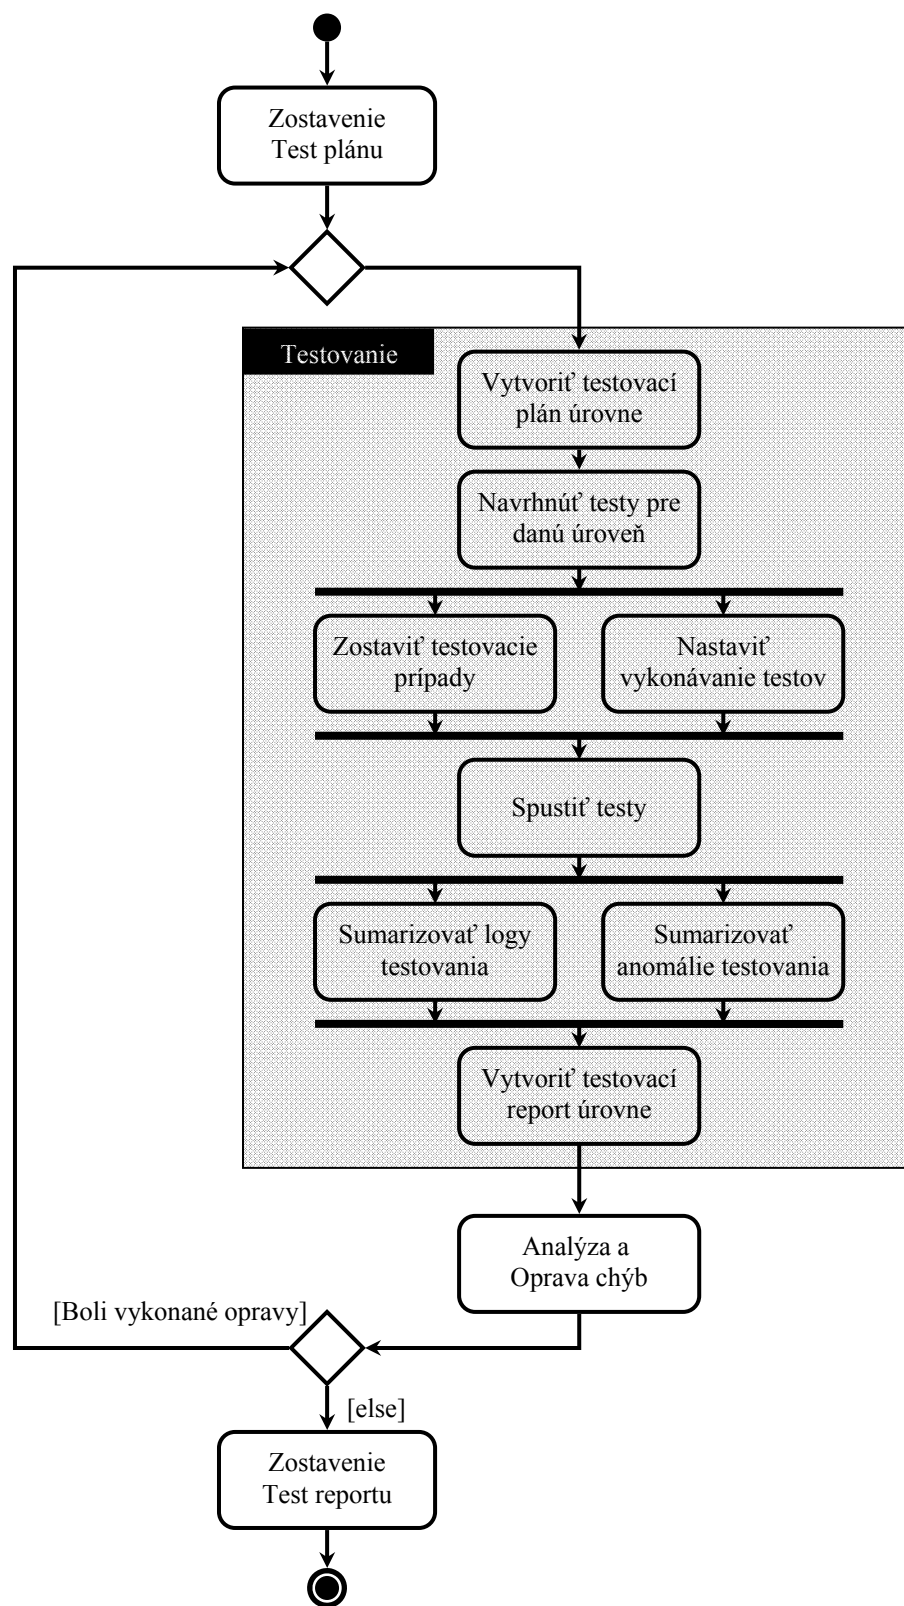 Zostavenie
Test plánu
Testovanie
Vytvoriť testovací
plán úrovne
Navrhnúť testy pre
danú úroveň
Zostaviť testovacie
prípady
Nastaviť
vykonávanie testov
Spustiť testy
Sumarizovať logy
testovania
Sumarizovať
anomálie testovania
Vytvoriť testovací
report úrovne
Analýza a
Oprava chýb
[Boli vykonané opravy]
[else]
Zostavenie
Test reportu